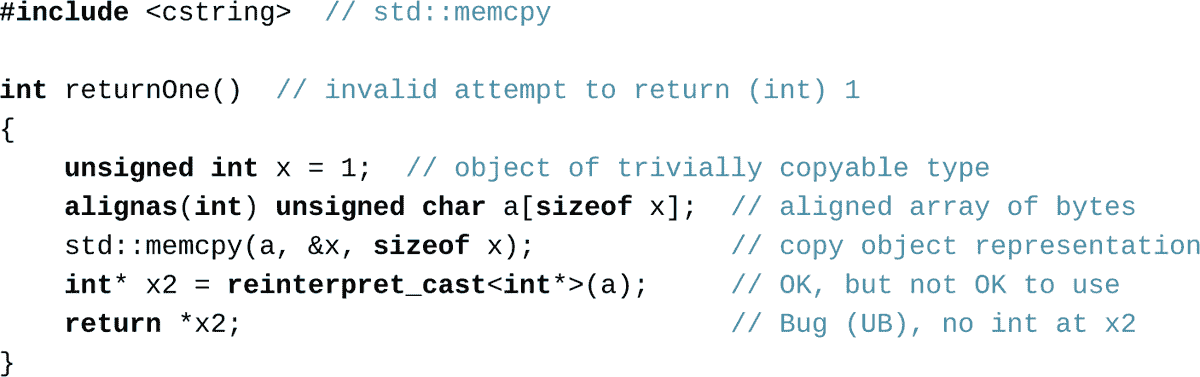 #include <cstring>  // std::memcpy

int returnOne()  // invalid attempt to return (int) 1
{
    unsigned int x = 1;  // object of trivially copyable type
    alignas(int) unsigned char a[sizeof x];  // aligned array of bytes
    std::memcpy(a, &x, sizeof x);            // copy object representation
    int* x2 = reinterpret_cast<int*>(a);     // OK, but not OK to use
    return *x2;                              // Bug (UB), no int at x2
}